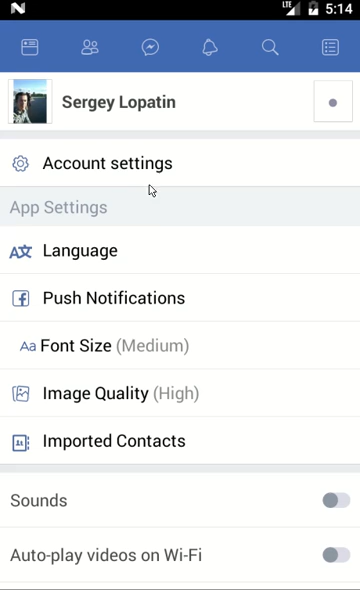 LTE 5:14
Sergey Lopatin
Account settings
App Settings
Language
Push Notifications
Aa Font Size (Medium)
Image Quality (High)
Imported Contacts
Sounds
Auto-play videos on Wi-Fi